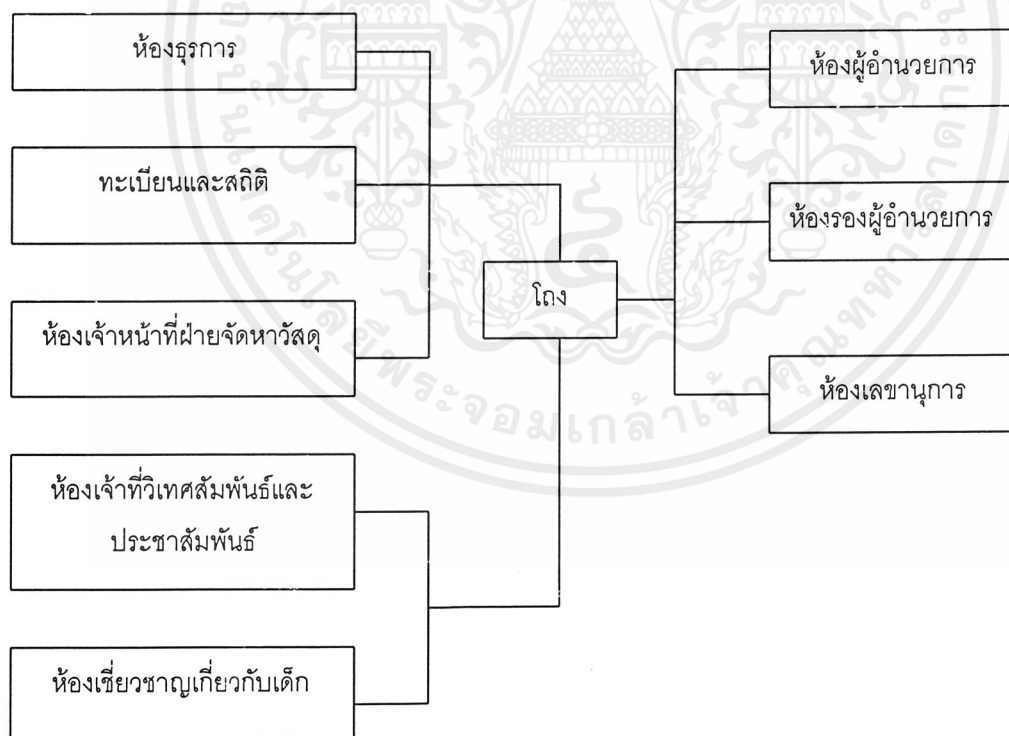 ห้องธุรการ
ทะเบียนและสถิติ
ห้องเจ้าหน้าที่ฝ่ายจัดหาวัสดุ
ห้องเจ้าที่วิเทศสัมพันธ์และ
ประชาสัมพันธ์
ห้องเชี่ยวชาญเกี่ยวกับเด็ก
โถง
ห้องผู้อำนวยการ
ห้องรองผู้อำนวยการ
ห้องเลขานุการ